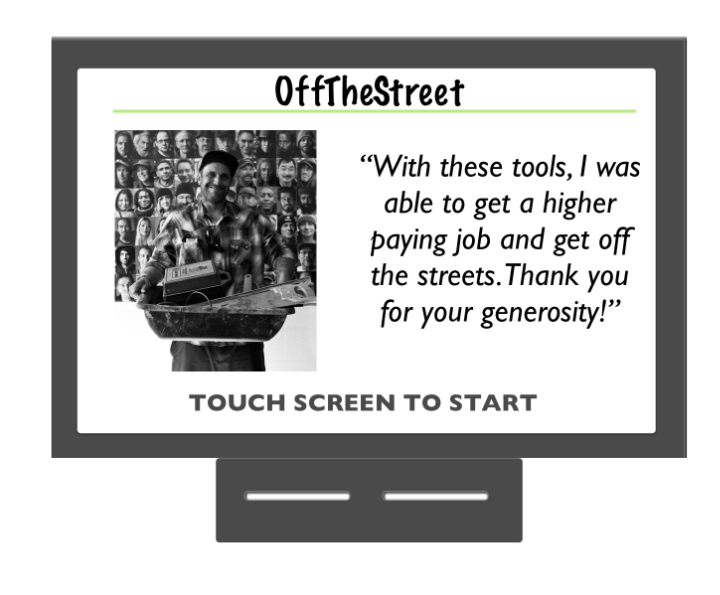 OffTheStreet
“With these tools, I was
able to get a higher
paying job and get off
the streets. Thank you
for your generosity!”
TOUCH SCREEN TO START